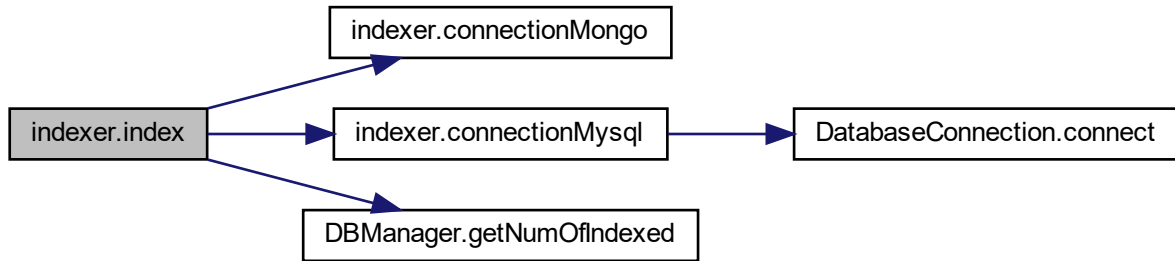 indexer.connectionMongo
indexer.index
indexer.connectionMysql
DatabaseConnection.connect
DBManager.getNumOfIndexed